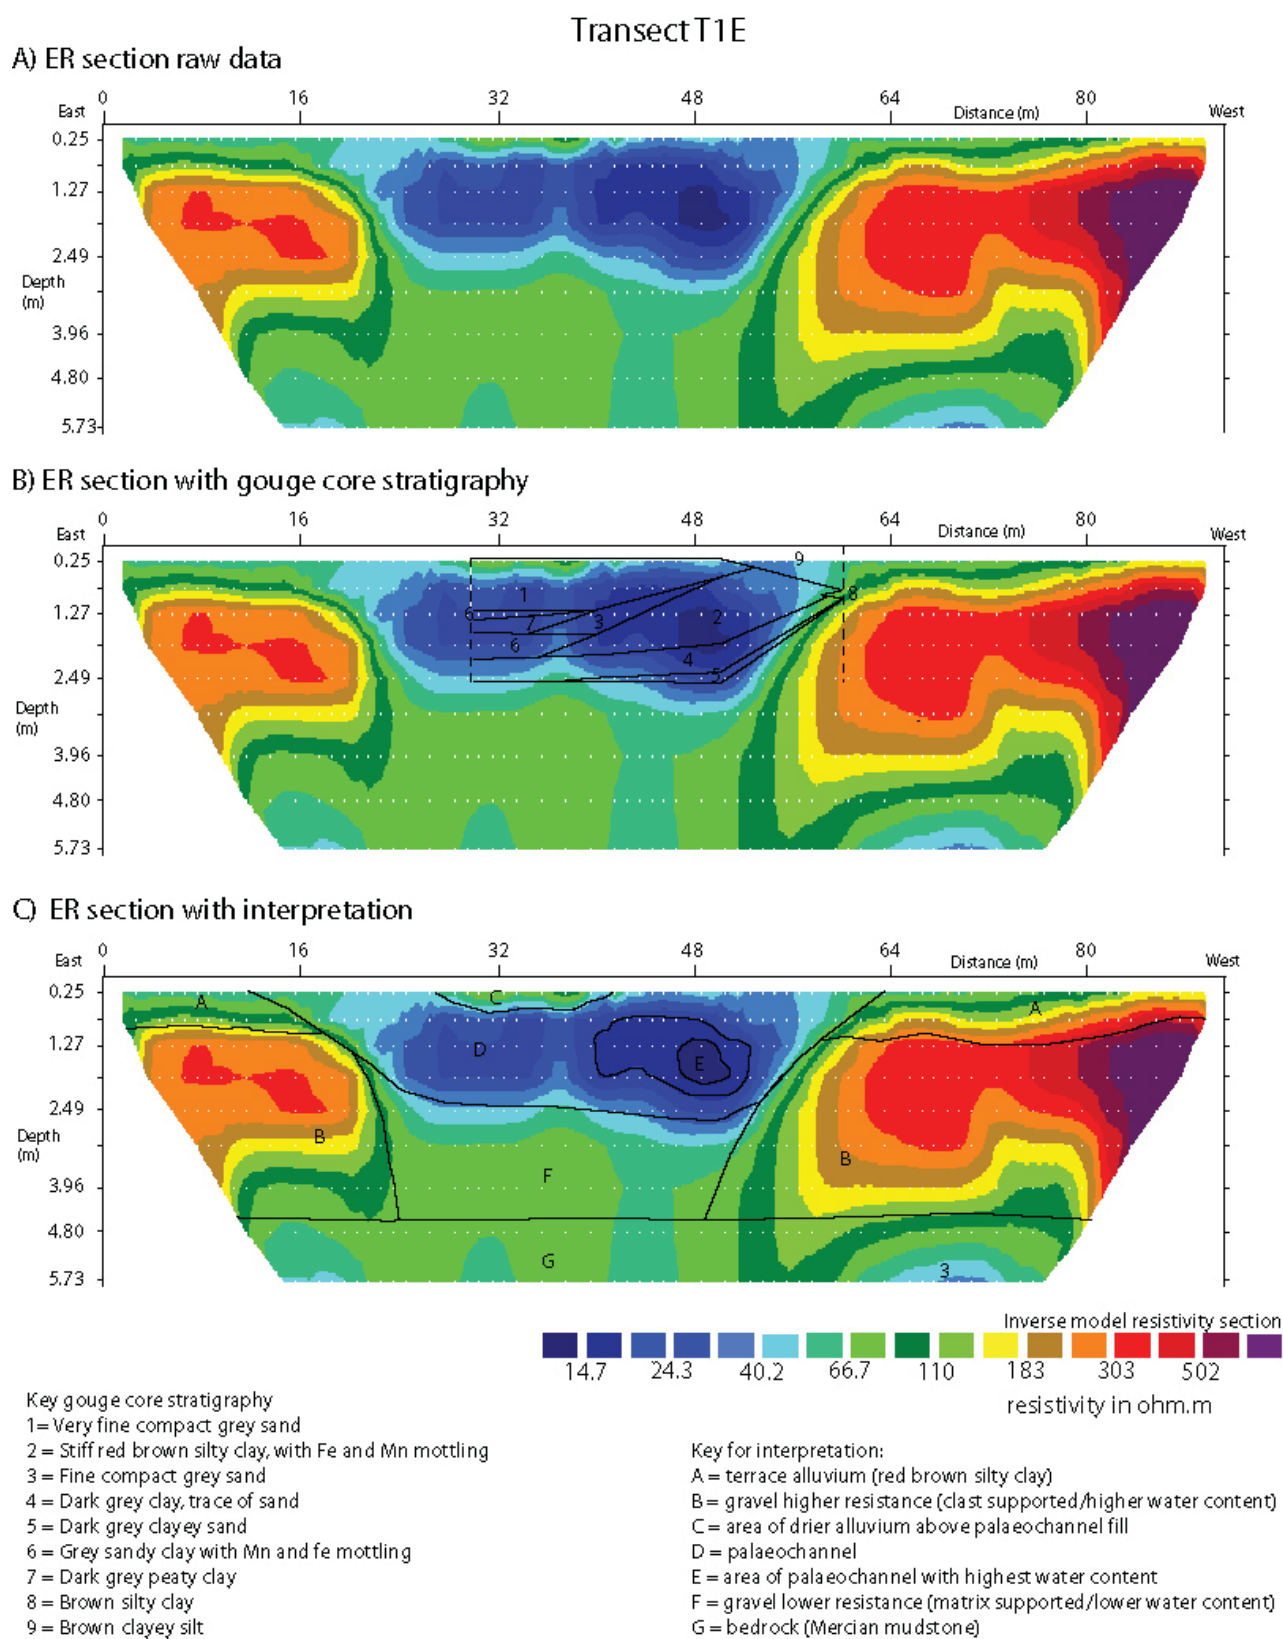 Transect T1E
A) ER section raw data
0 16 32 48 64 80
East Distance (m) West
0.25
1.27
2.49
Depth
(m)
3.96
4.80
5.73
B) ER section with gouge core stratigraphy
0 16 32 48 64 80
East Distance (m) West
0.25 9
1 8
1.27 6 7 3 2
6 4
2.49 5
Depth
(m)
3.96
4.80
5.73
C) ER section with interpretation
0 16 32 48 64 80
East Distance (m) West
0.25 A C A
1.27 D E
2.49
Depth B
(m) B
3.96 F
4.80
G 3
5.73
Inverse model resistivity section
14.7 24.3 40.2 66.7 110 183 303 502
resistivity in ohm.m
Key gouge core stratigraphy
1= Very fine compact grey sand
2 = Stiff red brown silty clay, with Fe and Mn mottling
3 = Fine compact grey sand
4 = Dark grey clay, trace of sand
5 = Dark grey clayey sand
6 = Grey sandy clay with Mn and fe mottling
7 = Dark grey peaty clay
8 = Brown silty clay
9 = Brown clayey silt
Key for interpretation:
A = terrace alluvium (red brown silty clay)
B = gravel higher resistance (clast supported/higher water content)
C = area of drier alluvium above palaeochannel fill
D = palaeochannel
E = area of palaeochannel with highest water content
F = gravel lower resistance (matrix supported/lower water content)
G = bedrock (Mercian mudstone)